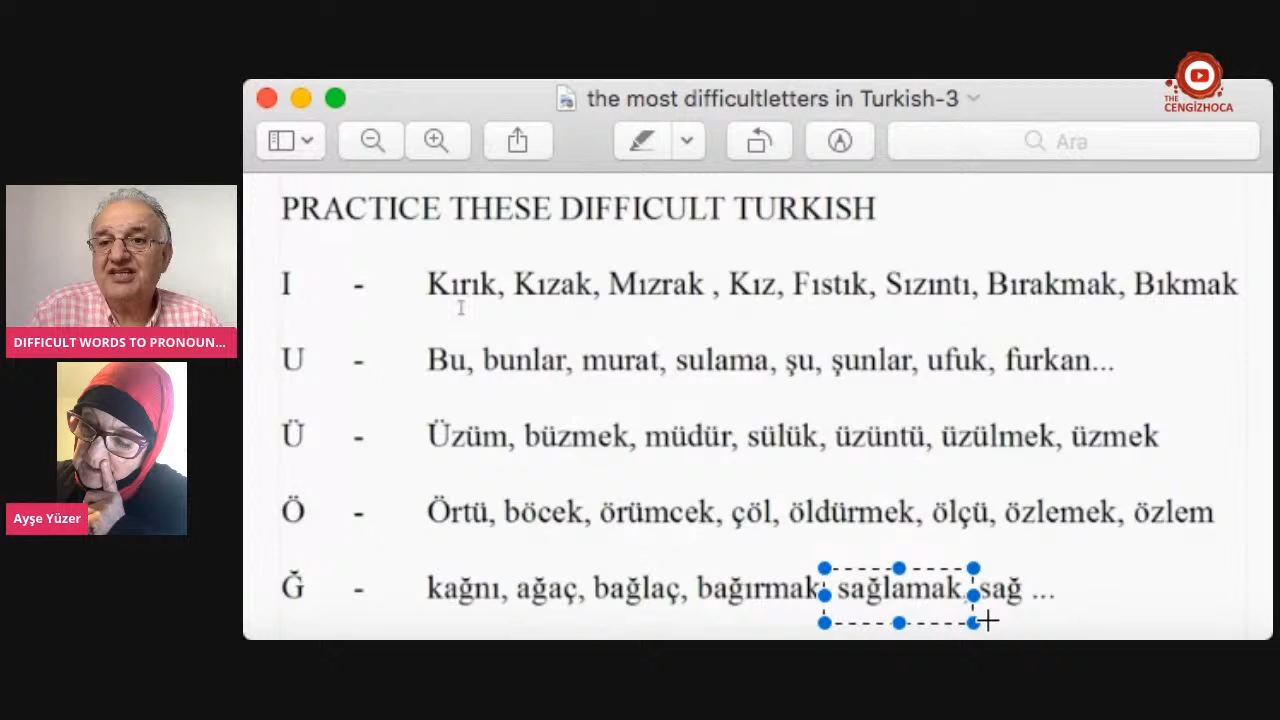 THE
CENGİZHOCA
the most difficultletters in Turkish-3
Ara
PRACTICE THESE DIFFICULT TURKISH
I - Kırık, Kızak, Mızrak , Kız, Fıstık, Sızıntı, Bırakmak, Bıkmak
U - Bu, bunlar, murat, sulama, şu, şunlar, ufuk, furkan...
Ü - Üzüm, büzmek, müdür, sülük, üzüntü, üzülmek, üzmek
Ö - Örtü, böcek, örümcek, çöl, öldürmek, ölçü, özlemek, özlem
Ğ - kağnı, ağaç, bağlaç, bağırmak, sağlamak, sağ ...
DIFFICULT WORDS TO PRONOUN...
Ayşe Yüzer